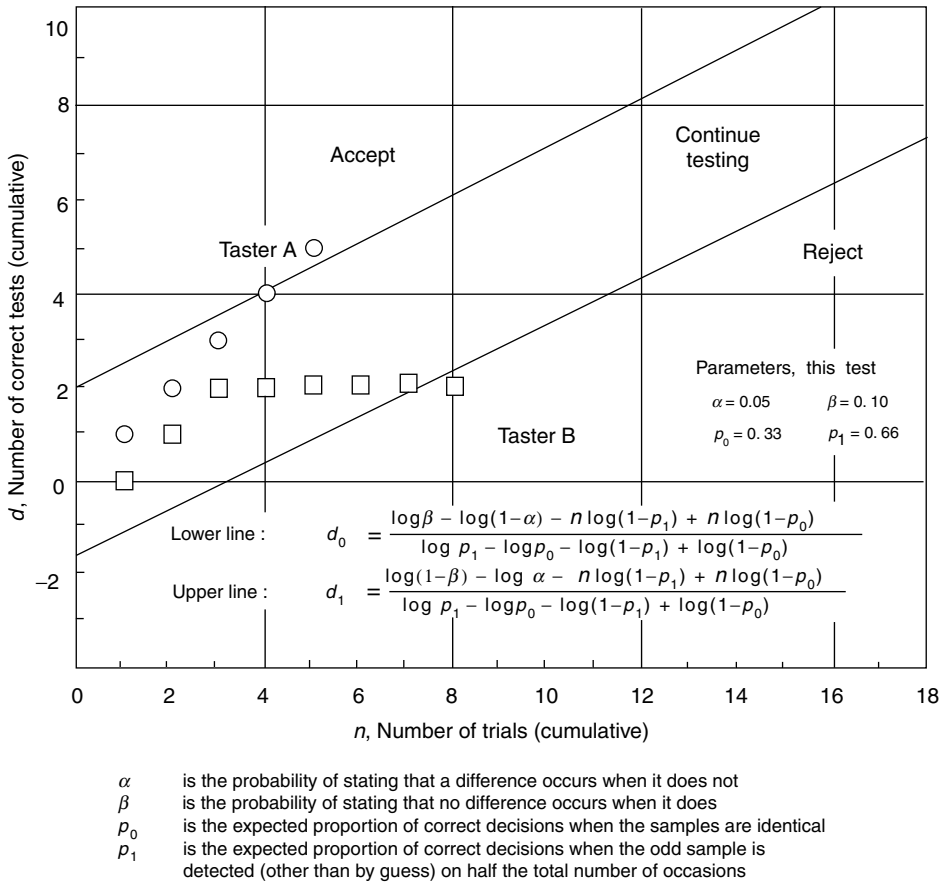 10
8
6
4
2
0
−2
d, Number of correct tests (cumulative)
Accept
Continue
testing
Taster A
Reject
Taster B
Parameters, this test
α = 0.05 β = 0. 10
p₀ = 0. 33 p₁ = 0. 66
Lower line : d₀ = (logβ − log(1−α) − n log(1−p₁) + n log(1−p₀)) / (log p₁ − logp₀ − log(1−p₁) + log(1−p₀))
Upper line : d₁ = (log(1−β) − log α − n log(1−p₁) + n log(1−p₀)) / (log p₁ − logp₀ − log(1−p₁) + log(1−p₀))
0 2 4 6 8 10 12 14 16 18
n, Number of trials (cumulative)
α is the probability of stating that a difference occurs when it does not
β is the probability of stating that no difference occurs when it does
p₀ is the expected proportion of correct decisions when the samples are identical
p₁ is the expected proportion of correct decisions when the odd sample is
detected (other than by guess) on half the total number of occasions